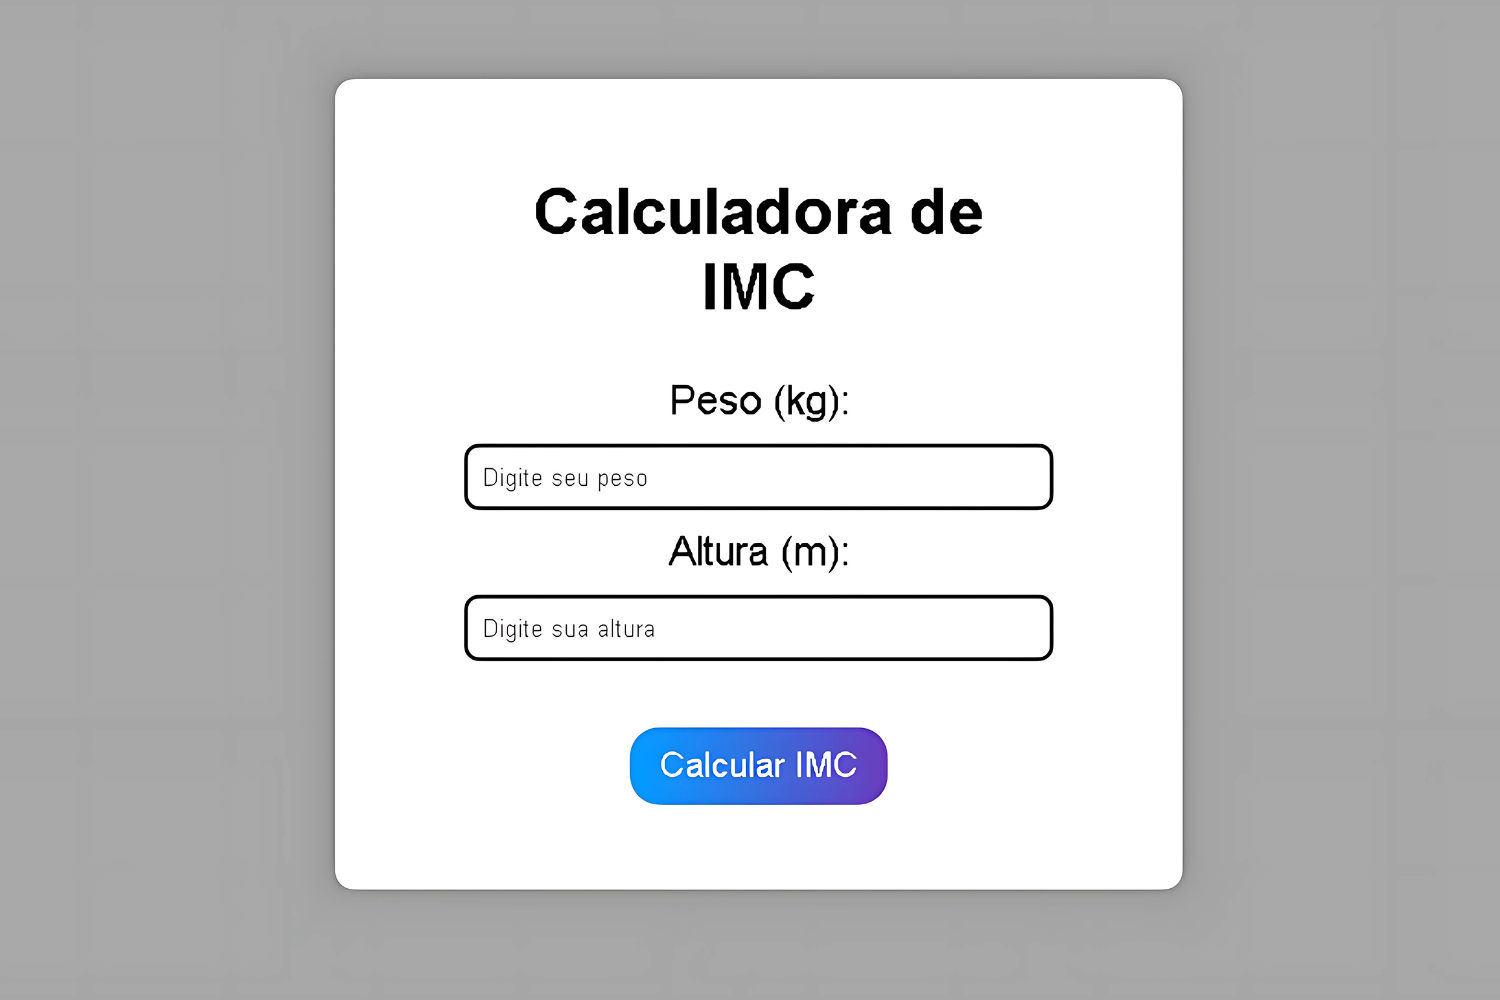 Calculadora de
IMC
Peso (kg):
Digite seu peso
Altura (m):
Digite sua altura
Calcular IMC